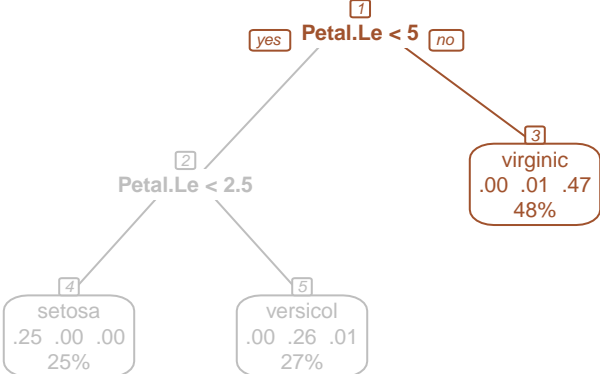 1
yes Petal.Le < 5 no
3
virginic
.00 .01 .47
48%
2
Petal.Le < 2.5
4
setosa
.25 .00 .00
25%
5
versicol
.00 .26 .01
27%